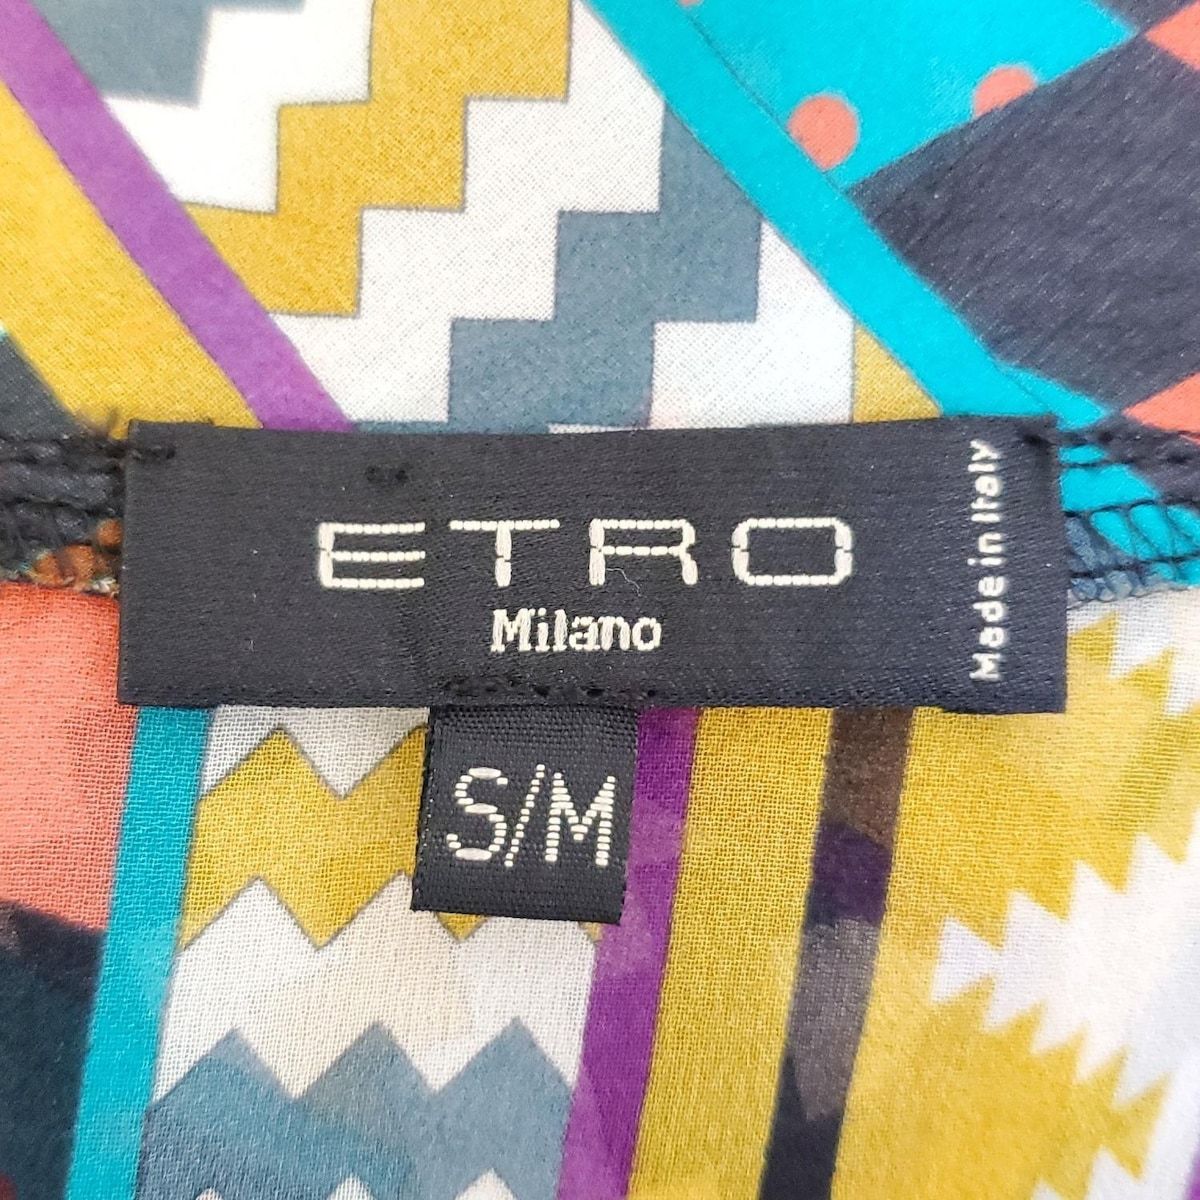 ETRO
Milano
Made in Italy
S/M